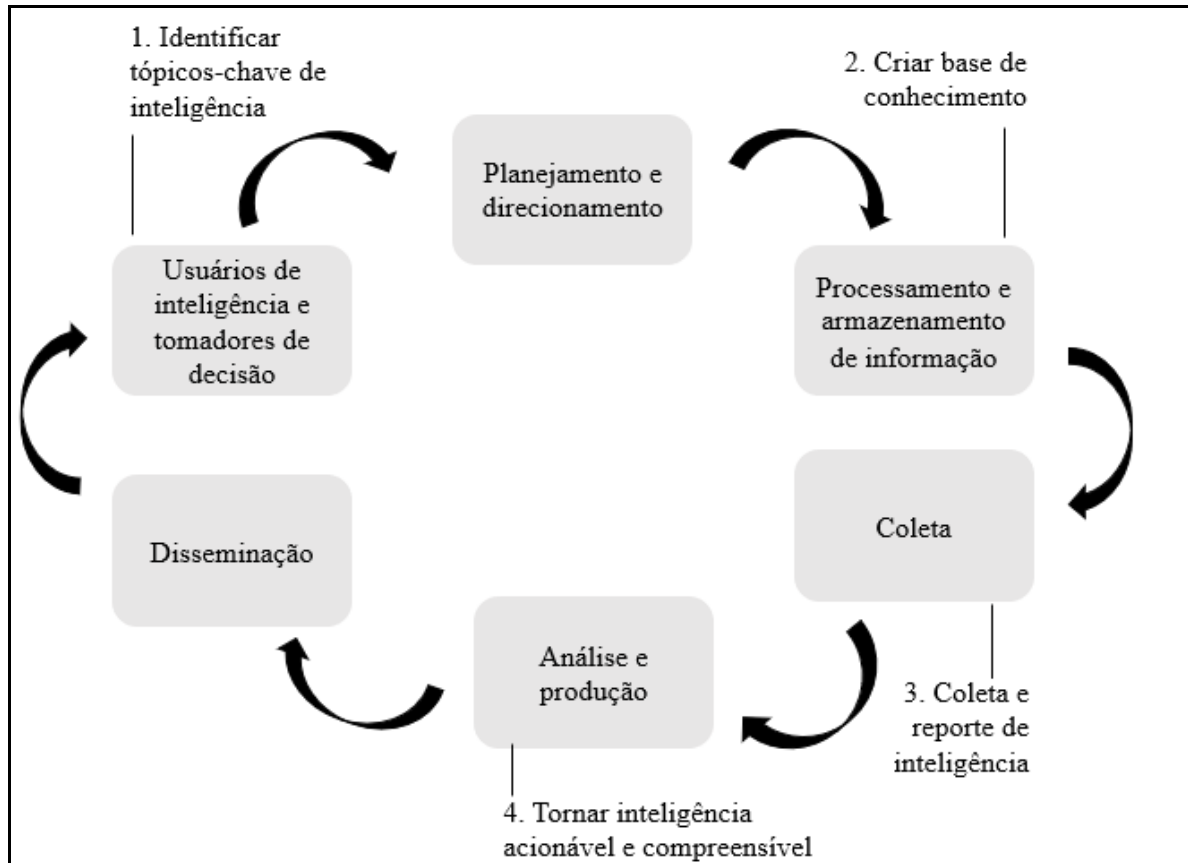 1. Identificar
tópicos-chave de
inteligência
2. Criar base de
conhecimento
Planejamento e
direcionamento
Usuários de
inteligência e
tomadores de
decisão
Processamento e
armazenamento
de informação
Disseminação
Coleta
Análise e
produção
3. Coleta e
reporte de
inteligência
4. Tornar inteligência
acionável e compreensível